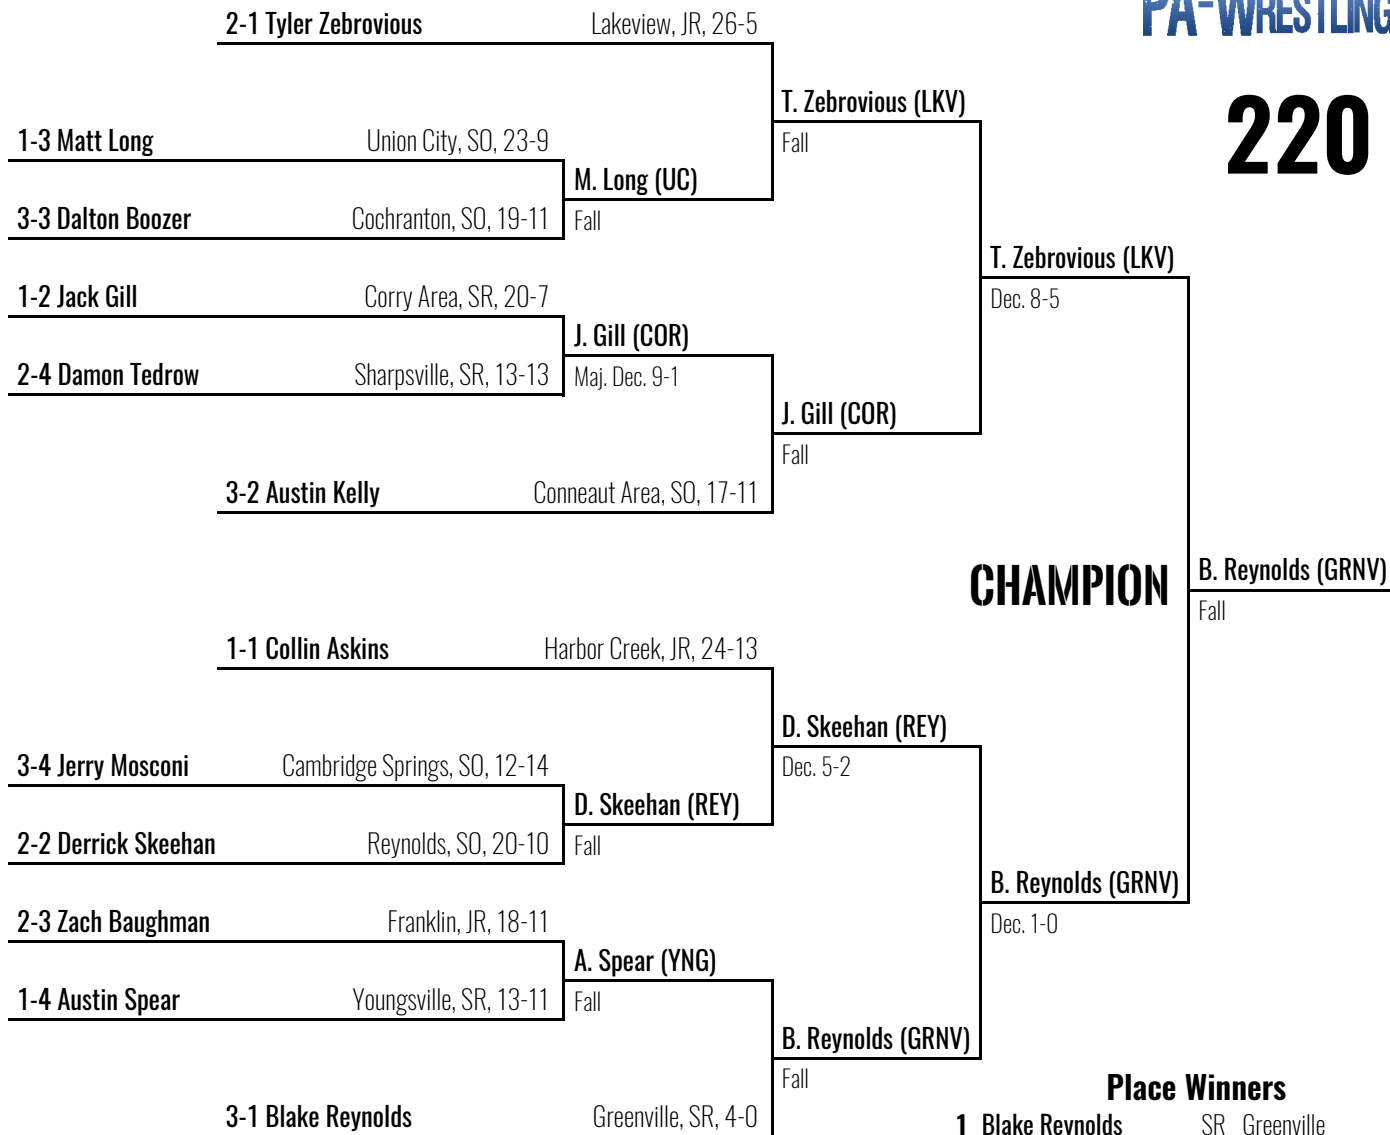 PA-WRESTLING
220
2-1 Tyler Zebrovious Lakeview, JR, 26-5
T. Zebrovious (LKV)
Fall
1-3 Matt Long Union City, SO, 23-9
M. Long (UC)
Fall
3-3 Dalton Boozer Cochranton, SO, 19-11
T. Zebrovious (LKV)
Dec. 8-5
1-2 Jack Gill Corry Area, SR, 20-7
J. Gill (COR)
Maj. Dec. 9-1
2-4 Damon Tedrow Sharpsville, SR, 13-13
J. Gill (COR)
Fall
3-2 Austin Kelly Conneaut Area, SO, 17-11
CHAMPION
B. Reynolds (GRNV)
Fall
1-1 Collin Askins Harbor Creek, JR, 24-13
D. Skeehan (REY)
Dec. 5-2
3-4 Jerry Mosconi Cambridge Springs, SO, 12-14
D. Skeehan (REY)
Fall
2-2 Derrick Skeehan Reynolds, SO, 20-10
B. Reynolds (GRNV)
Dec. 1-0
2-3 Zach Baughman Franklin, JR, 18-11
A. Spear (YNG)
Fall
1-4 Austin Spear Youngsville, SR, 13-11
B. Reynolds (GRNV)
Fall
3-1 Blake Reynolds Greenville, SR, 4-0
Place Winners
1 Blake Reynolds SR Greenville